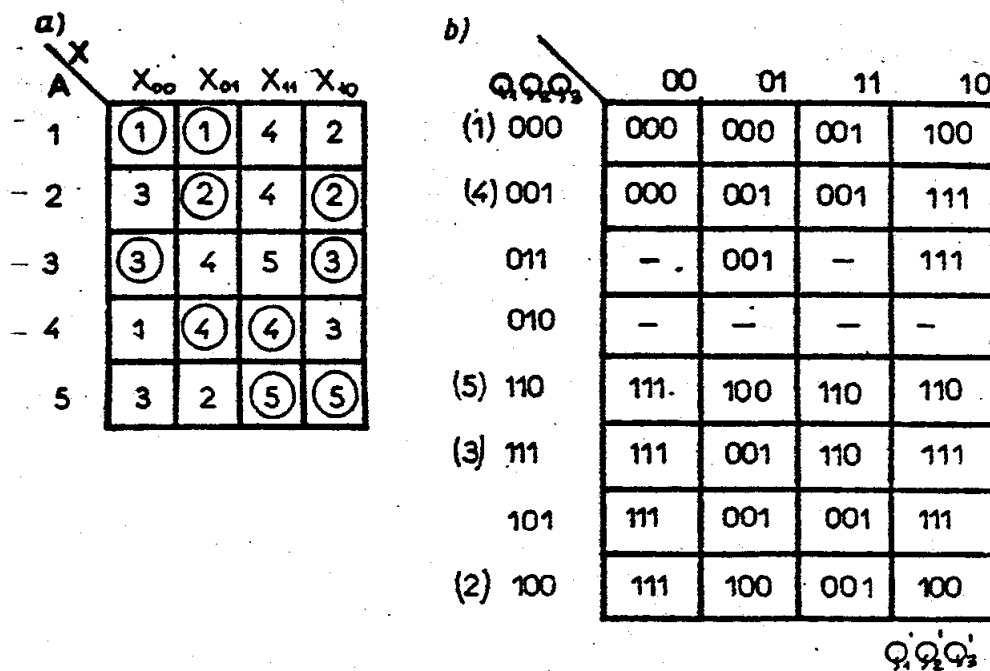 a)
X
A X₀₀ X₀₁ X₁₁ X₁₀
1 1 1 4 2
2 3 2 4 2
3 3 4 5 3
4 1 4 4 3
5 3 2 5 5
b)
Q₁Q₂Q₃ 00 01 11 10
(1) 000 000 000 001 100
(4) 001 000 001 001 111
011 - 001 - 111
010 - - - -
(5) 110 111 100 110 110
(3) 111 111 001 110 111
101 111 001 001 111
(2) 100 111 100 001 100
Q₁'Q₂'Q₃'